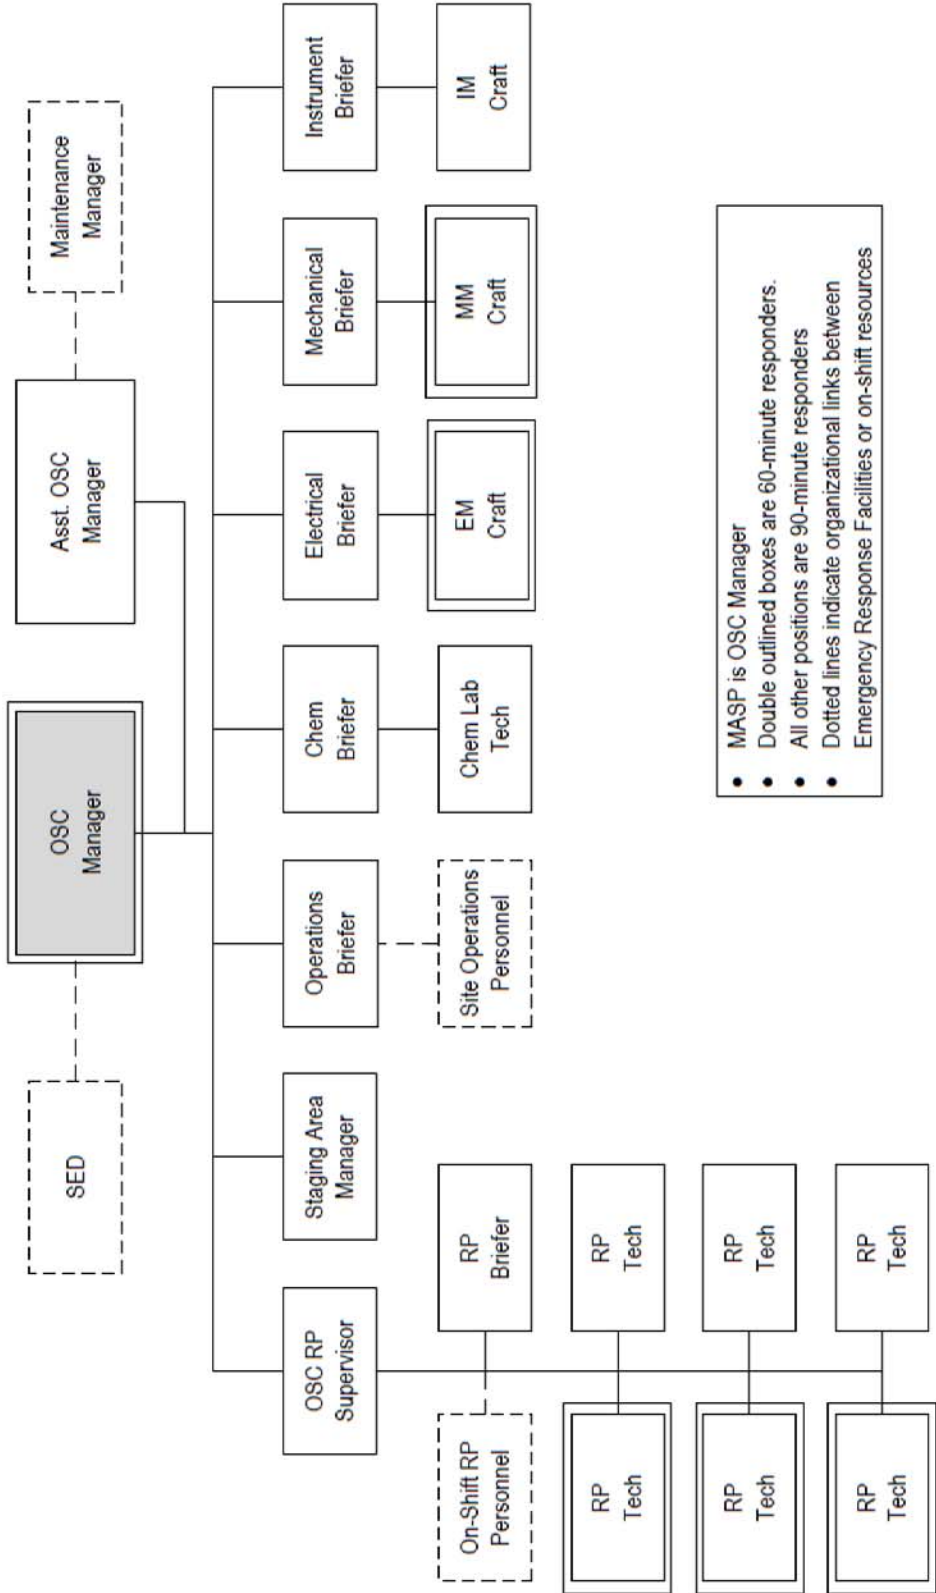 SED
OSC
Manager
Asst. OSC
Manager
Maintenance
Manager
OSC RP
Supervisor
Staging Area
Manager
Operations
Briefer
Chem
Briefer
Electrical
Briefer
Mechanical
Briefer
Instrument
Briefer
On-Shift RP
Personnel
RP
Briefer
Site Operations
Personnel
Chem Lab
Tech
EM
Craft
MM
Craft
IM
Craft
RP
Tech
RP
Tech
RP
Tech
RP
Tech
RP
Tech
RP
Tech
• MASP is OSC Manager
• Double outlined boxes are 60-minute responders.
• All other positions are 90-minute responders
• Dotted lines indicate organizational links between
Emergency Response Facilities or on-shift resources